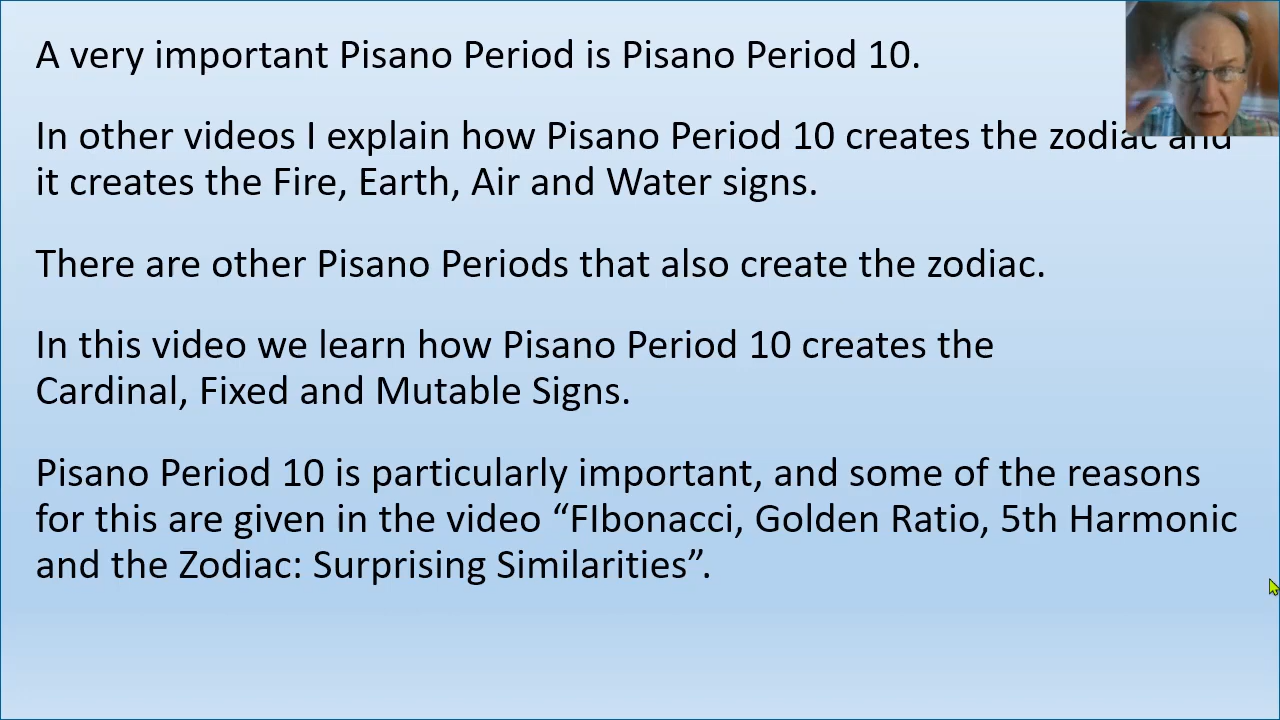 A very important Pisano Period is Pisano Period 10.
In other videos I explain how Pisano Period 10 creates the zodiac and
it creates the Fire, Earth, Air and Water signs.
There are other Pisano Periods that also create the zodiac.
In this video we learn how Pisano Period 10 creates the
Cardinal, Fixed and Mutable Signs.
Pisano Period 10 is particularly important, and some of the reasons
for this are given in the video “FIbonacci, Golden Ratio, 5th Harmonic
and the Zodiac: Surprising Similarities”.